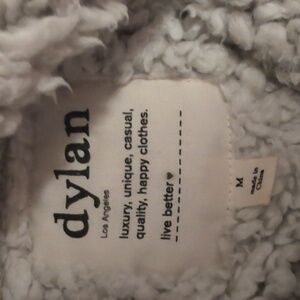 dylan
Los Angeles
luxury, unique, casual,
quality, happy clothes.
live better♥
M
made in
China